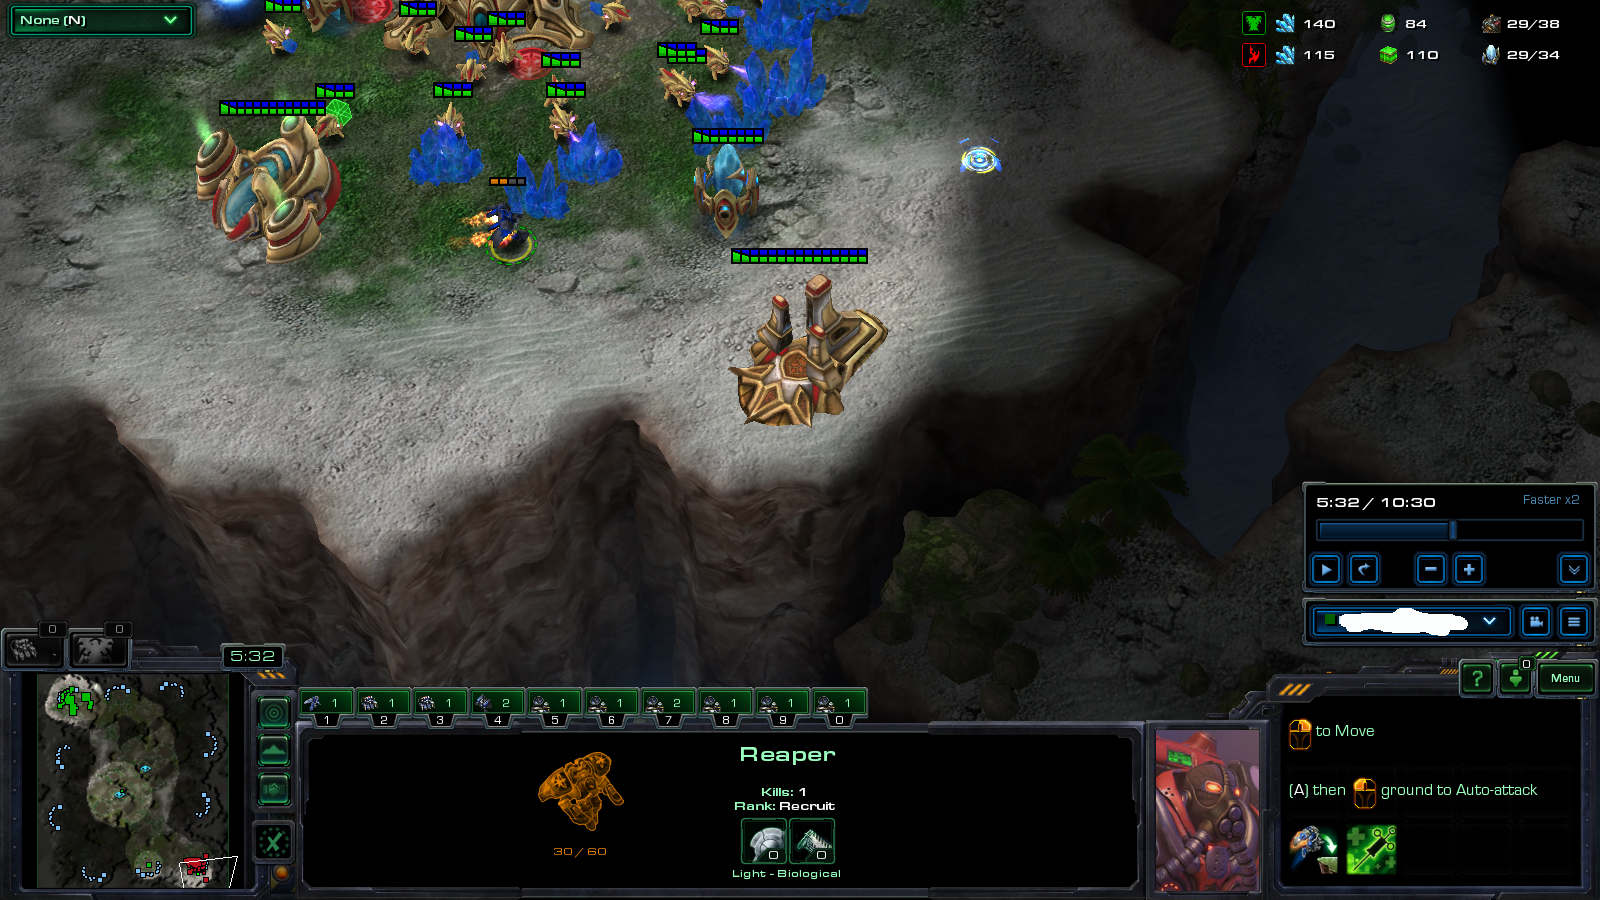 None (N)
140 84 29/38
115 110 29/34
5:32 / 10:30 Faster x2
0 0
5:32
0
? Menu
1 1 1 2 1 1 2 1 1 1
1 2 3 4 5 6 7 8 9 0
Reaper
Kills: 1
Rank: Recruit
0 0
30/60
Light - Biological
to Move
(A) then ground to Auto-attack